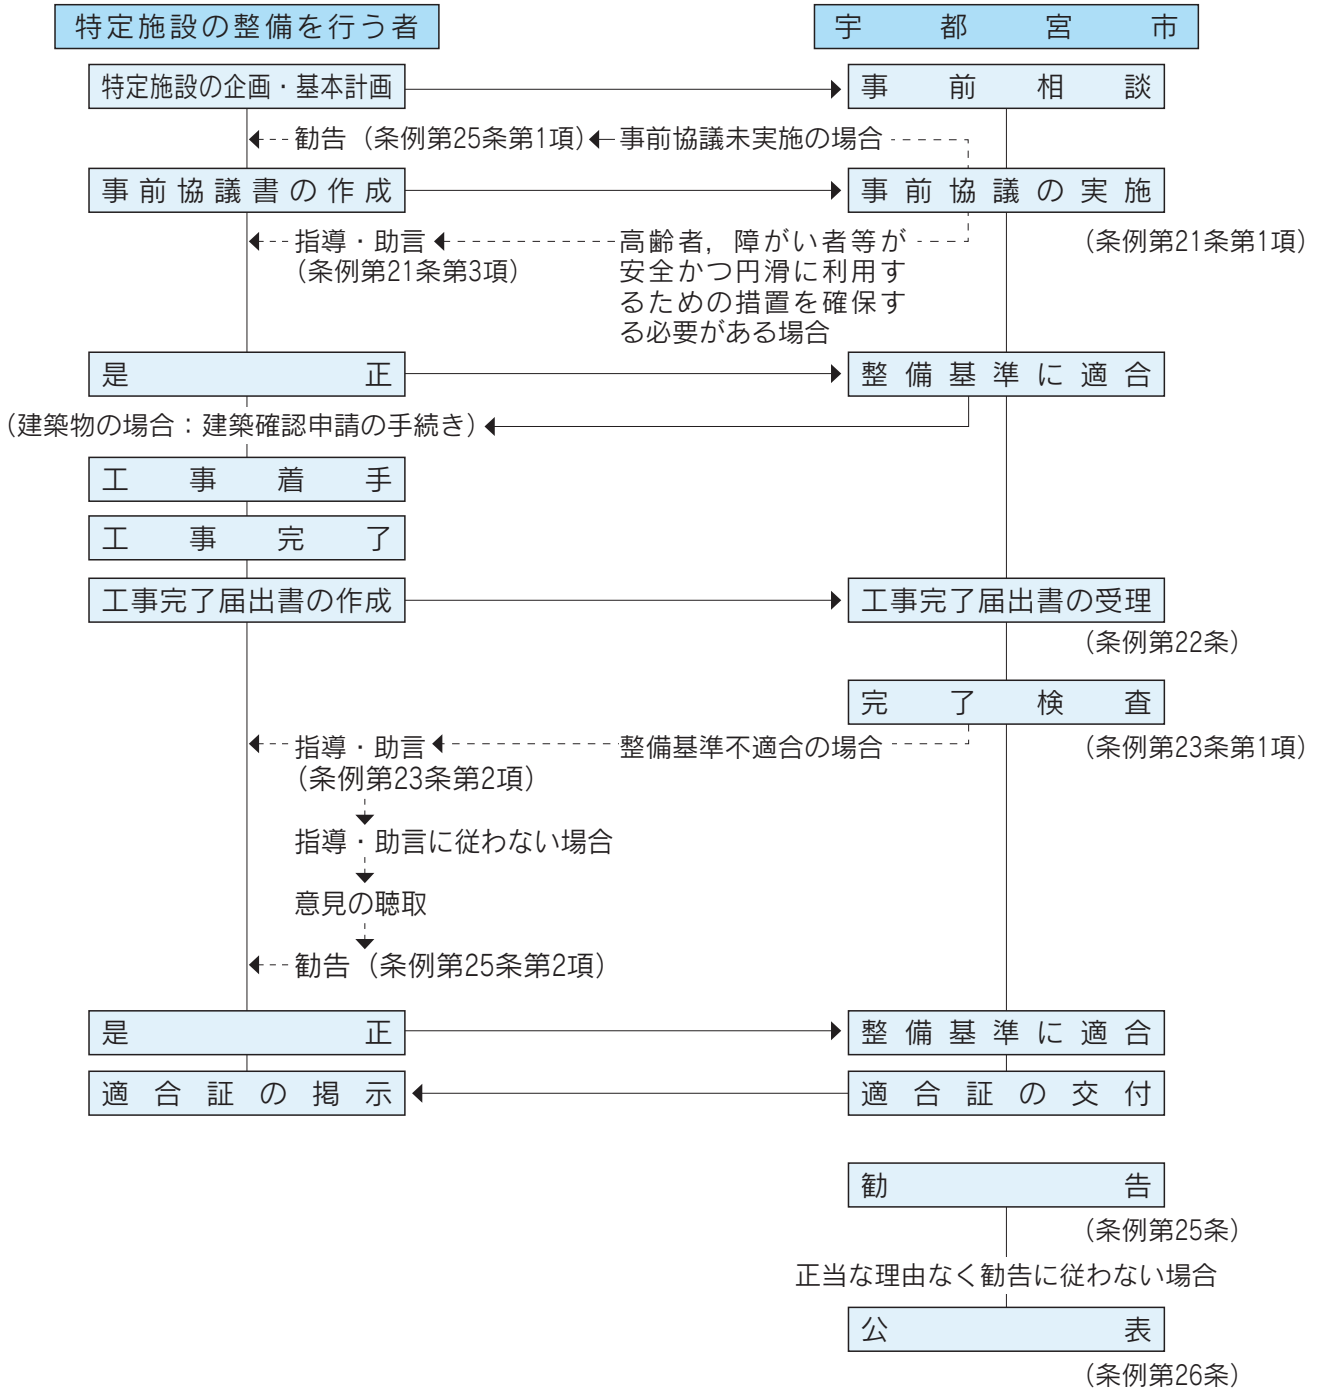 特定施設の整備を行う者
宇都宮市
特定施設の企画・基本計画
事前相談
勧告（条例第25条第1項）
事前協議未実施の場合
事前協議書の作成
事前協議の実施
（条例第21条第1項）
指導・助言
（条例第21条第3項）
高齢者，障がい者等が
安全かつ円滑に利用す
るための措置を確保す
る必要がある場合
是正
整備基準に適合
（建築物の場合：建築確認申請の手続き）
工事着手
工事完了
工事完了届出書の作成
工事完了届出書の受理
（条例第22条）
完了検査
（条例第23条第1項）
指導・助言
（条例第23条第2項）
整備基準不適合の場合
指導・助言に従わない場合
意見の聴取
勧告（条例第25条第2項）
是正
整備基準に適合
適合証の掲示
適合証の交付
勧告
（条例第25条）
正当な理由なく勧告に従わない場合
公表
（条例第26条）